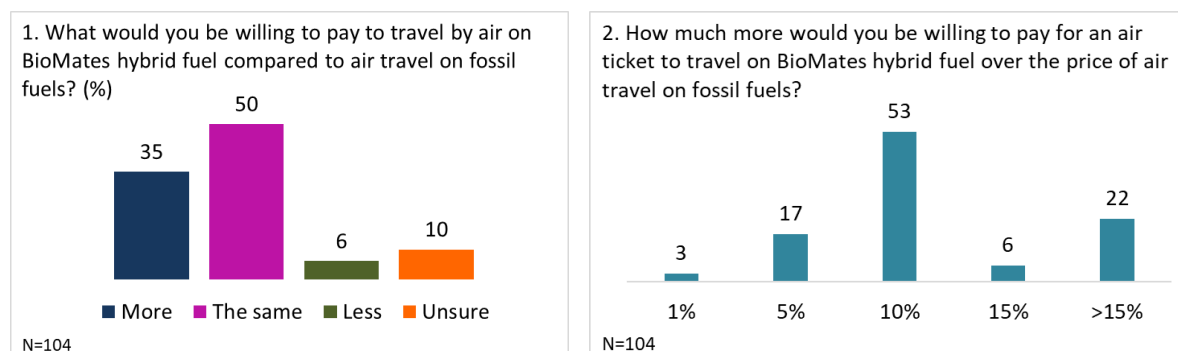 1. What would you be willing to pay to travel by air on
BioMates hybrid fuel compared to air travel on fossil
fuels? (%)
50
35
6
10
More The same Less Unsure
N=104
2. How much more would you be willing to pay for an air
ticket to travel on BioMates hybrid fuel over the price of air
travel on fossil fuels?
53
3
17
6
22
1% 5% 10% 15% >15%
N=104